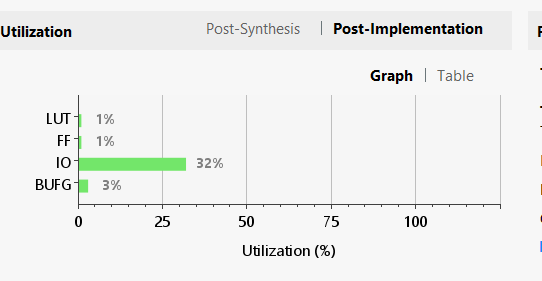 Utilization Post-Synthesis | Post-Implementation
Graph | Table
LUT 1%
FF 1%
IO 32%
BUFG 3%
0 25 50 75 100
Utilization (%)